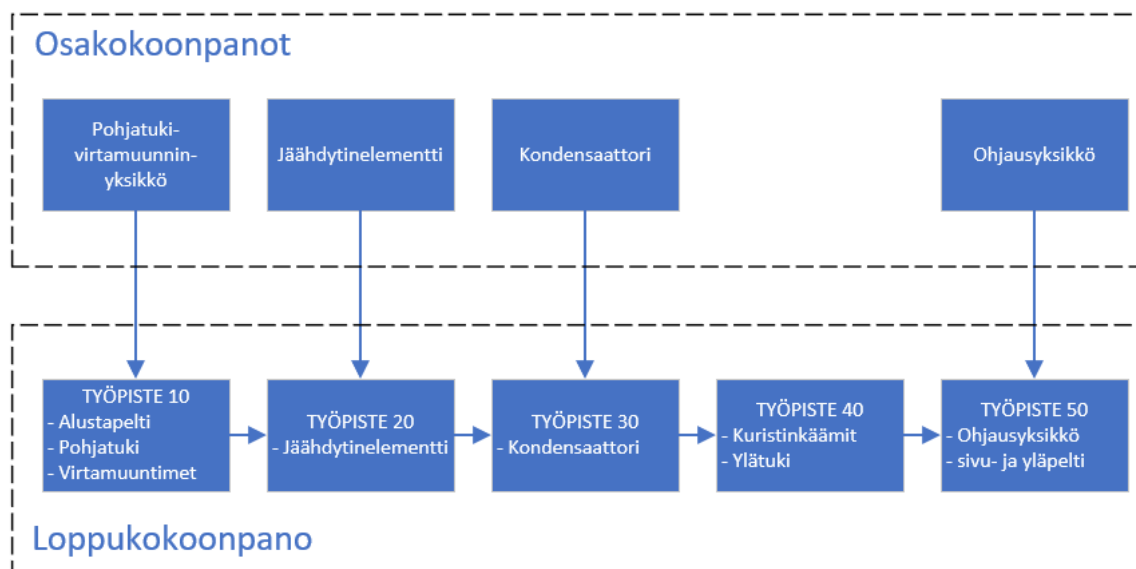 Osakokoonpanot
Pohjatuki-
virtamuunnin-
yksikkö
Jäähdytinelementti
Kondensaattori
Ohjausyksikkö
TYÖPISTE 10
- Alustapelti
- Pohjatuki
- Virtamuuntimet
TYÖPISTE 20
- Jäähdytinelementti
TYÖPISTE 30
- Kondensaattori
TYÖPISTE 40
- Kuristinkäämit
- Ylätuki
TYÖPISTE 50
- Ohjausyksikkö
- sivu- ja yläpelti
Loppukokoonpano